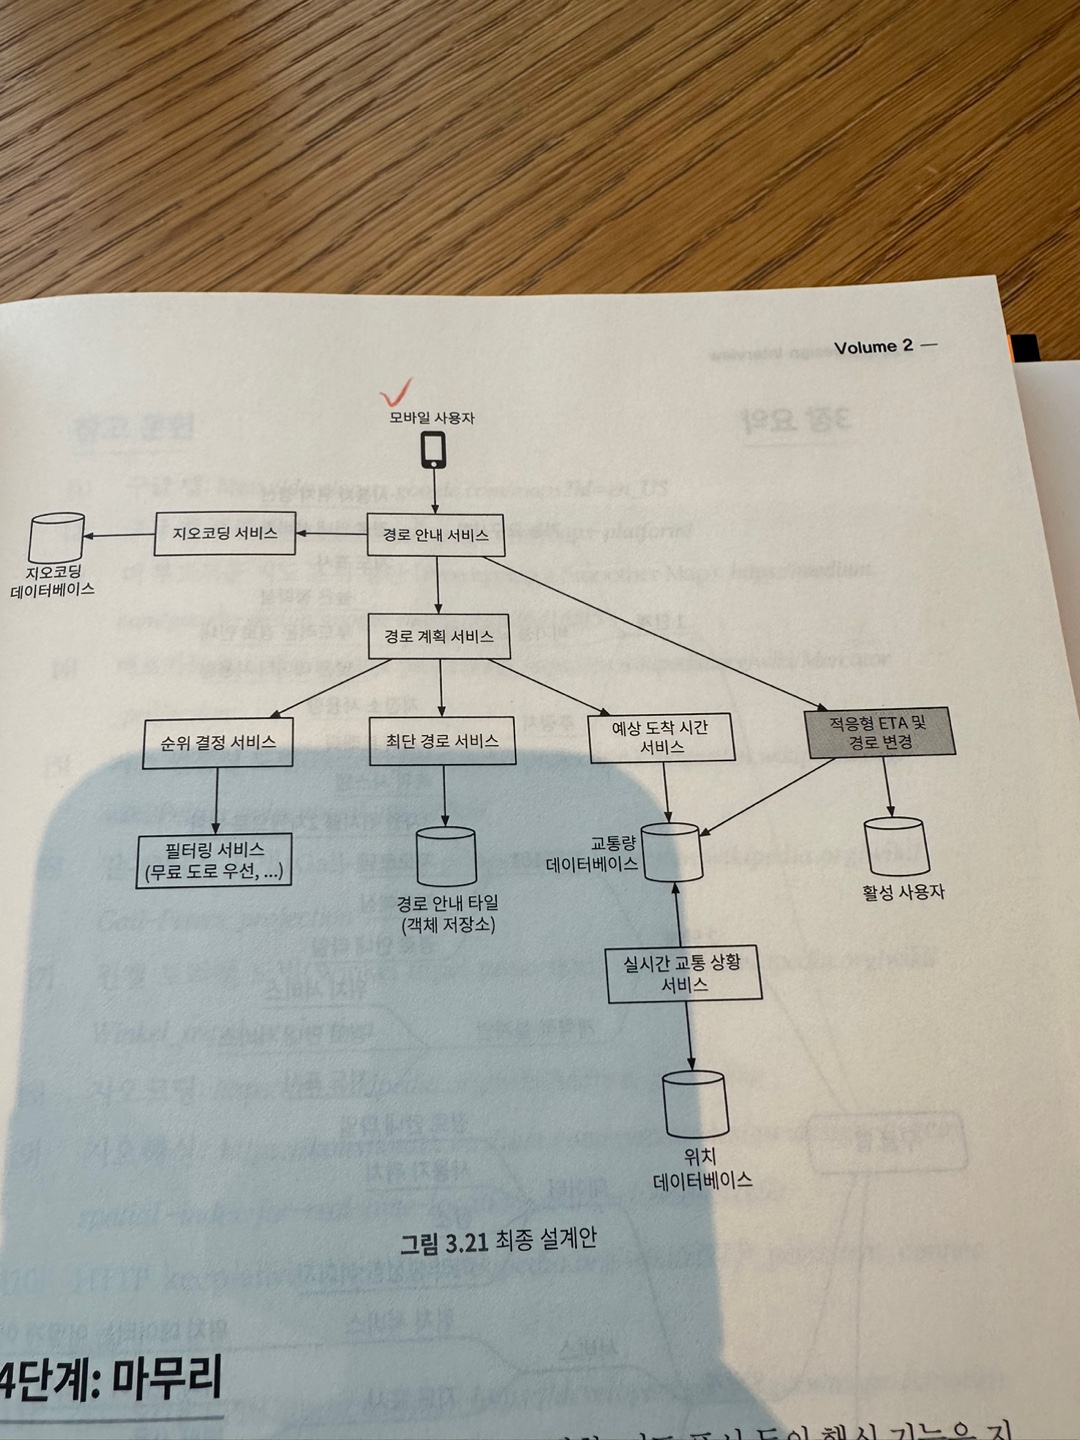 Volume 2 —
모바일 사용자
지오코딩 서비스
경로 안내 서비스
지오코딩
데이터베이스
경로 계획 서비스
순위 결정 서비스
최단 경로 서비스
예상 도착 시간
서비스
적응형 ETA 및
경로 변경
필터링 서비스
(무료 도로 우선, ...)
경로 안내 타일
(객체 저장소)
교통량
데이터베이스
활성 사용자
실시간 교통 상황
서비스
위치
데이터베이스
그림 3.21 최종 설계안
4단계: 마무리